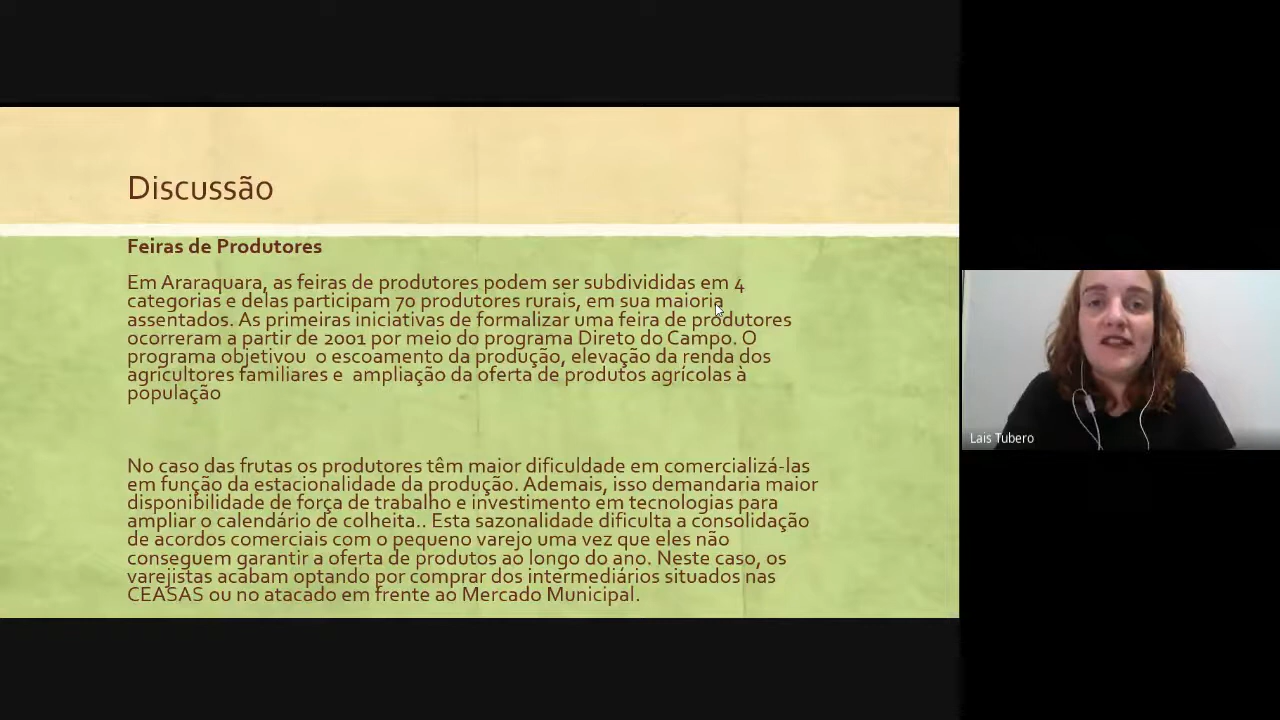 Discussão
Feiras de Produtores
Em Araraquara, as feiras de produtores podem ser subdivididas em 4
categorias e delas participam 70 produtores rurais, em sua maioria
assentados. As primeiras iniciativas de formalizar uma feira de produtores
ocorreram a partir de 2001 por meio do programa Direto do Campo. O
programa objetivou  o escoamento da produção, elevação da renda dos
agricultores familiares e  ampliação da oferta de produtos agrícolas à
população
No caso das frutas os produtores têm maior dificuldade em comercializá-las
em função da estacionalidade da produção. Ademais, isso demandaria maior
disponibilidade de força de trabalho e investimento em tecnologias para
ampliar o calendário de colheita.. Esta sazonalidade dificulta a consolidação
de acordos comerciais com o pequeno varejo uma vez que eles não
conseguem garantir a oferta de produtos ao longo do ano. Neste caso, os
varejistas acabam optando por comprar dos intermediários situados nas
CEASAS ou no atacado em frente ao Mercado Municipal.
Lais Tubero